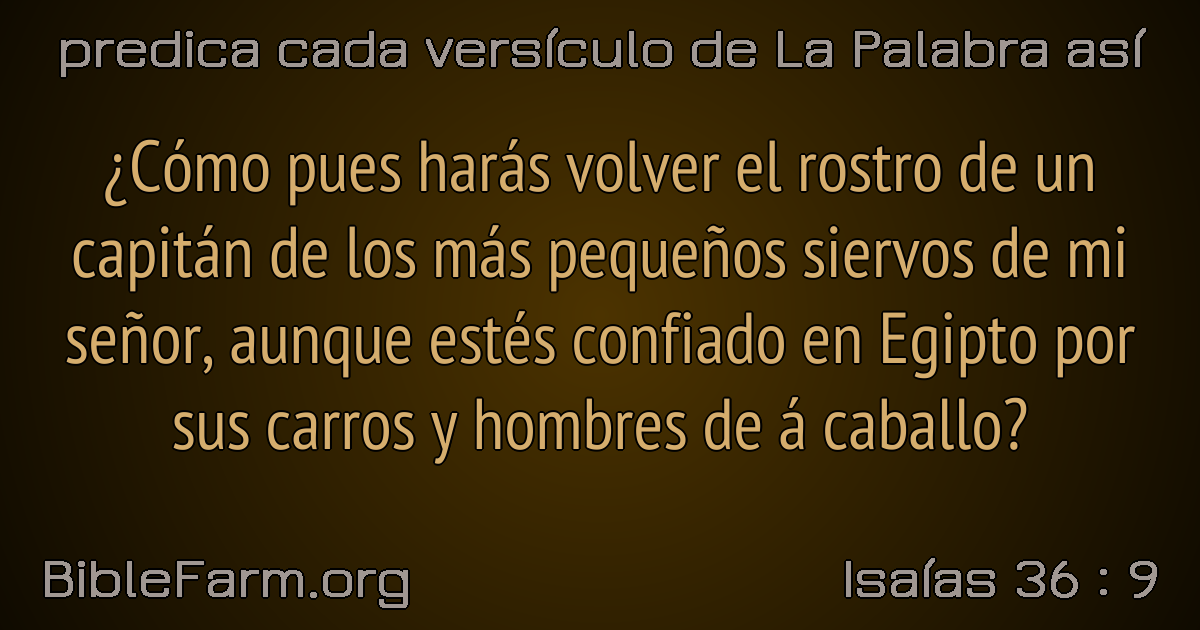 predica cada versículo de La Palabra así
¿Cómo pues harás volver el rostro de un
capitán de los más pequeños siervos de mi
señor, aunque estés confiado en Egipto por
sus carros y hombres de á caballo?
BibleFarm.org
Isaías 36 : 9